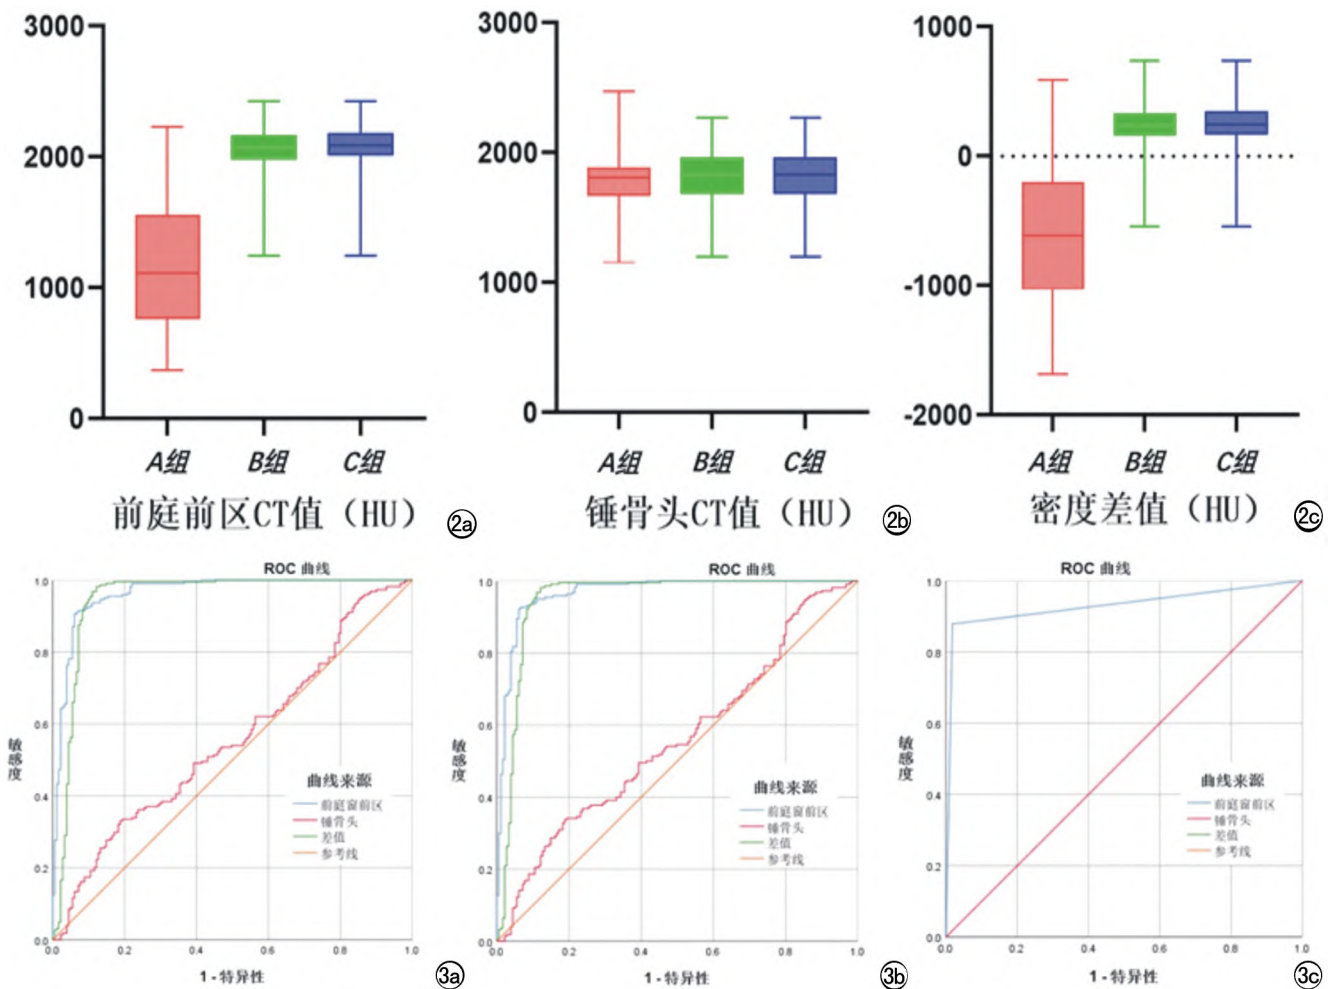 3000
2000
1000
0
A组
B组
C组
前庭前区CT值（HU）
2a
3000
2000
1000
0
A组
B组
C组
锤骨头CT值（HU）
2b
1000
0
-1000
-2000
A组
B组
C组
密度差值（HU）
2c
ROC 曲线
1.0
0.8
0.6
0.4
0.2
0.0
敏感度
曲线来源
前庭窗前区
锤骨头
差值
参考线
0.0 0.2 0.4 0.6 0.8 1.0
1 - 特异性
3a
ROC 曲线
1.0
0.8
0.6
0.4
0.2
0.0
敏感度
曲线来源
前庭窗前区
锤骨头
差值
参考线
0.0 0.2 0.4 0.6 0.8 1.0
1 - 特异性
3b
ROC 曲线
1.0
0.8
0.6
0.4
0.2
0.0
敏感度
曲线来源
前庭窗前区
锤骨头
差值
参考线
0.0 0.2 0.4 0.6 0.8 1.0
1 - 特异性
3c